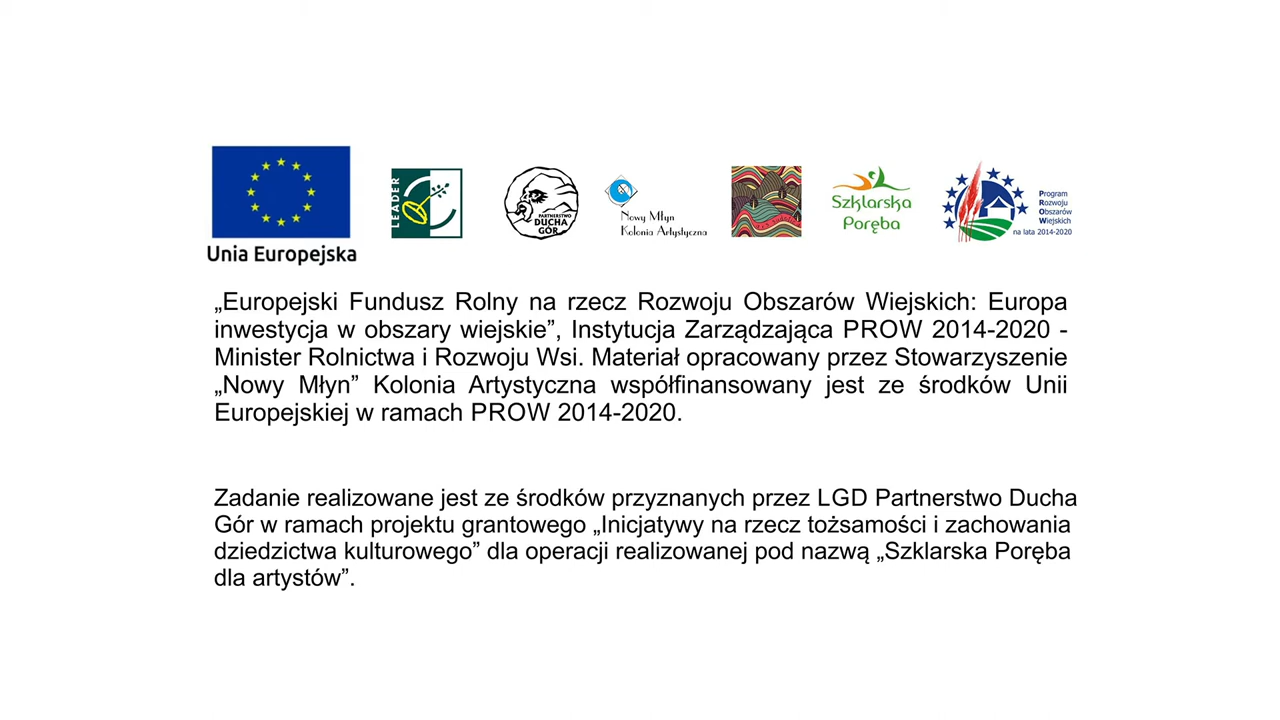 Unia Europejska
LEADER
PARTNERSTWO
DUCHA
GÓR
Nowy Młyn
Kolonia Artystyczna
Szklarska
Poręba
Program
Rozwoju
Obszarów
Wiejskich
na lata 2014-2020
„Europejski Fundusz Rolny na rzecz Rozwoju Obszarów Wiejskich: Europa
inwestycja w obszary wiejskie”, Instytucja Zarządzająca PROW 2014-2020 -
Minister Rolnictwa i Rozwoju Wsi. Materiał opracowany przez Stowarzyszenie
„Nowy Młyn” Kolonia Artystyczna współfinansowany jest ze środków Unii
Europejskiej w ramach PROW 2014-2020.
Zadanie realizowane jest ze środków przyznanych przez LGD Partnerstwo Ducha
Gór w ramach projektu grantowego „Inicjatywy na rzecz tożsamości i zachowania
dziedzictwa kulturowego” dla operacji realizowanej pod nazwą „Szklarska Poręba
dla artystów”.